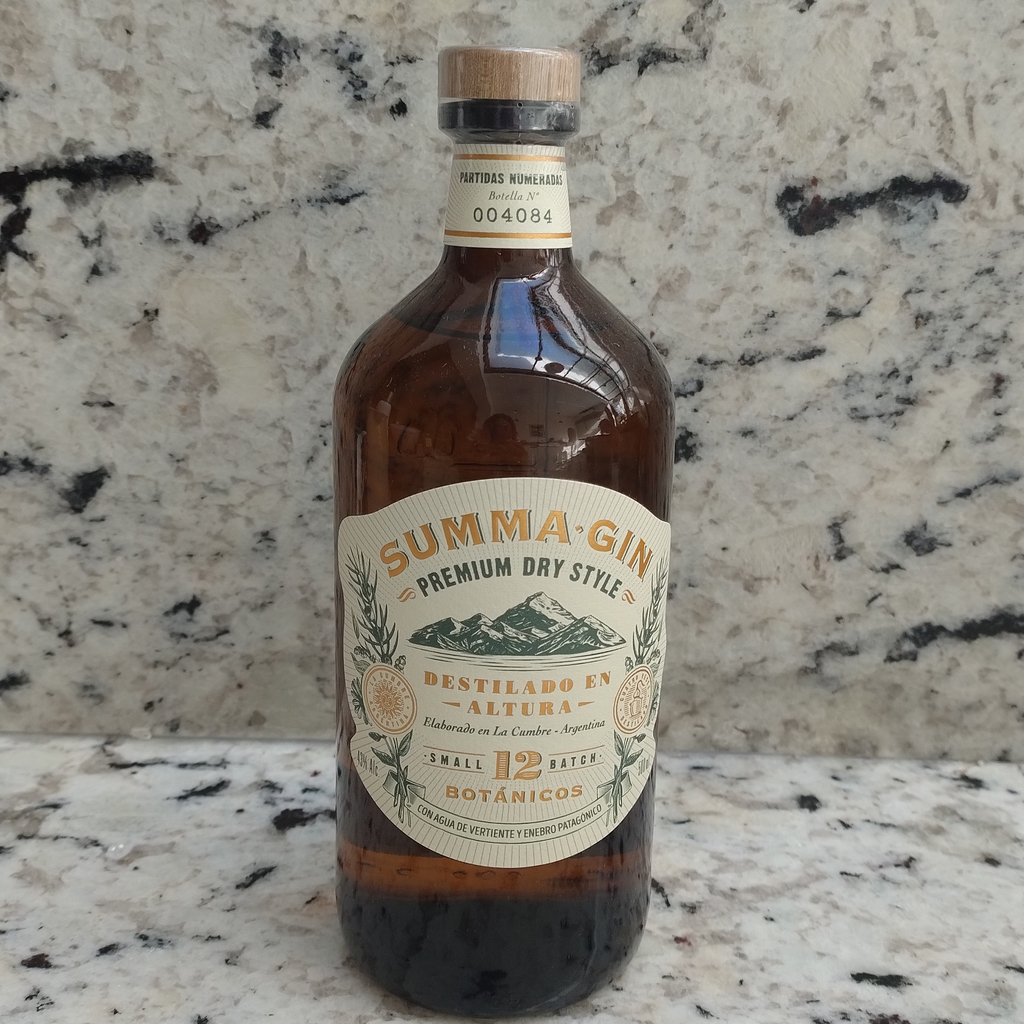 PARTIDAS NUMERADAS
Botella N°
004084
SUMMA·GIN
PREMIUM DRY STYLE
DESTILADO EN
ALTURA
Elaborado en La Cumbre - Argentina
·SMALL 12 BATCH·
BOTÁNICOS
CON AGUA DE VERTIENTE Y ENEBRO PATAGÓNICO